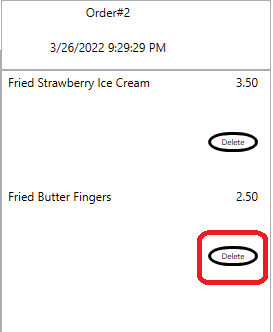 Order#2
3/26/2022 9:29:29 PM
Fried Strawberry Ice Cream 3.50
Delete
Fried Butter Fingers 2.50
Delete